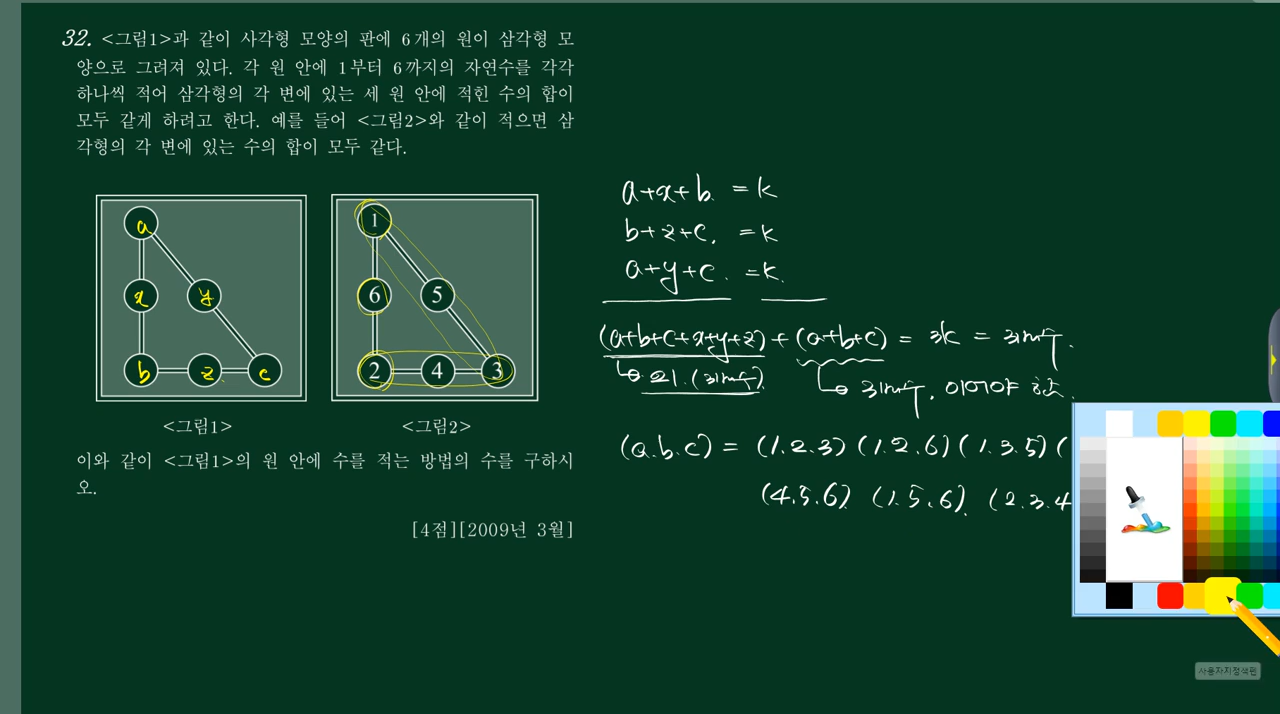 32. <그림1>과 같이 사각형 모양의 판에 6개의 원이 삼각형 모
양으로 그려져 있다. 각 원 안에 1부터 6까지의 자연수를 각각
하나씩 적어 삼각형의 각 변에 있는 세 원 안에 적힌 수의 합이
모두 같게 하려고 한다. 예를 들어 <그림2>와 같이 적으면 삼
각형의 각 변에 있는 수의 합이 모두 같다.
a
x y
b z c
<그림1>
1
6 5
2 4 3
<그림2>
이와 같이 <그림1>의 원 안에 수를 적는 방법의 수를 구하시
오.
[4점][2009년 3월]
a+x+b = k
b+z+c = k
a+y+c = k
(a+b+c+x+y+z)+(a+b+c) = 3k = 3배수.
21. (3배수) 3배수, 이어야 한
(a.b.c) = (1.2.3) (1.2.6) (1.3.5) (
(4.5.6) (1.5.6) (2.3.4
사용자지정색펜